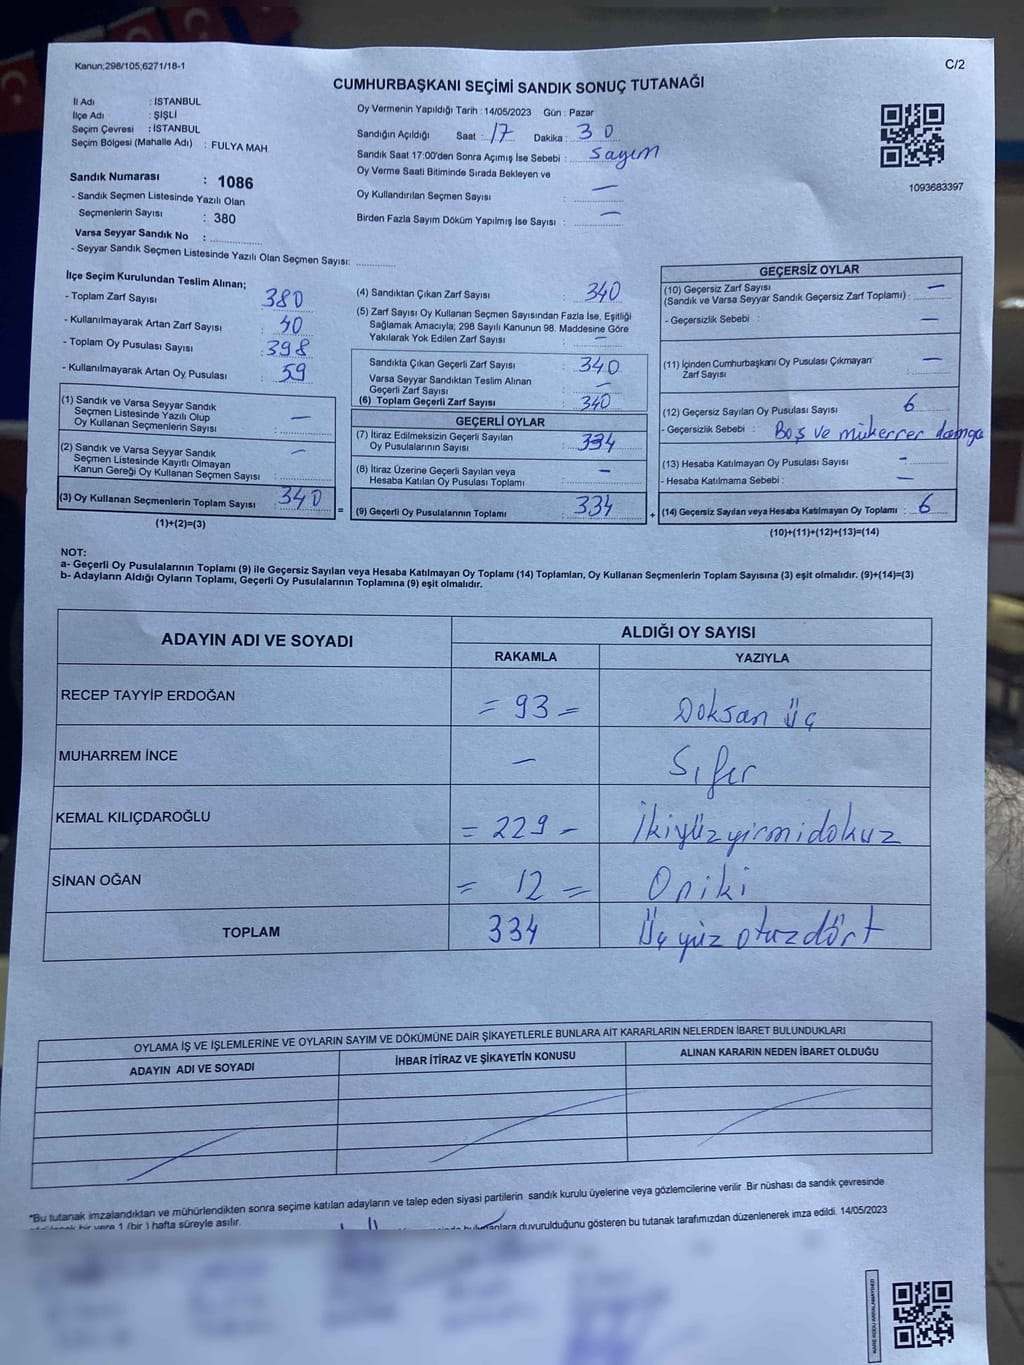 Kanun;298/105,6271/18-1
C/2
CUMHURBAŞKANI SEÇİMİ SANDIK SONUÇ TUTANAĞI
İl Adı : İSTANBUL
İlçe Adı : ŞİŞLİ
Seçim Çevresi : İSTANBUL
Seçim Bölgesi (Mahalle Adı) : FULYA MAH
Sandık Numarası : 1086
- Sandık Seçmen Listesinde Yazılı Olan
Seçmenlerin Sayısı : 380
Varsa Seyyar Sandık No :
- Seyyar Sandık Seçmen Listesinde Yazılı Olan Seçmen Sayısı:
Oy Vermenin Yapıldığı Tarih : 14/05/2023 Gün : Pazar
Sandığın Açıldığı Saat : 17 Dakika : 30
Sandık Saat 17:00'den Sonra Açımış İse Sebebi : sayım
Oy Verme Saati Bitiminde Sırada Bekleyen ve
Oy Kullandırılan Seçmen Sayısı : —
Birden Fazla Sayım Döküm Yapılmış İse Sayısı : —
1093683397
İlçe Seçim Kurulundan Teslim Alınan;
- Toplam Zarf Sayısı : 380
- Kullanılmayarak Artan Zarf Sayısı : 40
- Toplam Oy Pusulası Sayısı : 398
- Kullanılmayarak Artan Oy Pusulası : 59
(1) Sandık ve Varsa Seyyar Sandık
Seçmen Listesinde Yazılı Olup
Oy Kullanan Seçmenlerin Sayısı : —
(2) Sandık ve Varsa Seyyar Sandık
Seçmen Listesinde Kayıtlı Olmayan
Kanun Gereği Oy Kullanan Seçmen Sayısı : —
(3) Oy Kullanan Seçmenlerin Toplam Sayısı : 340
(1)+(2)=(3)
(4) Sandıktan Çıkan Zarf Sayısı : 340
(5) Zarf Sayısı Oy Kullanan Seçmen Sayısından Fazla İse, Eşitliği
Sağlamak Amacıyla; 298 Sayılı Kanunun 98. Maddesine Göre
Yakılarak Yok Edilen Zarf Sayısı : —
Sandıkta Çıkan Geçerli Zarf Sayısı : 340
Varsa Seyyar Sandıktan Teslim Alınan
Geçerli Zarf Sayısı : —
(6) Toplam Geçerli Zarf Sayısı : 340
GEÇERLİ OYLAR
(7) İtiraz Edilmeksizin Geçerli Sayılan
Oy Pusulasının Sayısı : 334
(8) İtiraz Üzerine Geçerli Sayılan veya
Hesaba Katılan Oy Pusulası Toplamı : —
= (9) Geçerli Oy Pusulalarının Toplamı : 334
GEÇERSİZ OYLAR
(10) Geçersiz Zarf Sayısı
(Sandık ve Varsa Seyyar Sandık Geçersiz Zarf Toplamı) : —
- Geçersizlik Sebebi : —
(11) İçinden Cumhurbaşkanı Oy Pusulası Çıkmayan
Zarf Sayısı : —
(12) Geçersiz Sayılan Oy Pusulası Sayısı : 6
- Geçersizlik Sebebi : Boş ve mükerrer damga
(13) Hesaba Katılmayan Oy Pusulası Sayısı : -
- Hesaba Katılmama Sebebi : —
+ (14) Geçersiz Sayılan veya Hesaba Katılmayan Oy Toplamı : 6
(10)+(11)+(12)+(13)=(14)
NOT:
a- Geçerli Oy Pusulalarının Toplamı (9) ile Geçersiz Sayılan veya Hesaba Katılmayan Oy Toplamı (14) Toplamları, Oy Kullanan Seçmenlerin Toplam Sayısına (3) eşit olmalıdır. (9)+(14)=(3)
b- Adayların Aldığı Oyların Toplamı, Geçerli Oy Pusulalarının Toplamına (9) eşit olmalıdır.
ADAYIN ADI VE SOYADI ALDIĞI OY SAYISI
RAKAMLA YAZIYLA
RECEP TAYYİP ERDOĞAN = 93 = Doksan üç
MUHARREM İNCE — Sıfır
KEMAL KILIÇDAROĞLU = 229 - İkiyüzyirmidokuz
SİNAN OĞAN = 12 = Oniki
TOPLAM 334 Üçyüz otuzdört
OYLAMA İŞ VE İŞLEMLERİNE VE OYLARIN SAYIM VE DÖKÜMÜNE DAİR ŞİKAYETLERLE BUNLARA AİT KARARLARIN NELERDEN İBARET BULUNDUKLARI
ADAYIN ADI VE SOYADI İHBAR İTİRAZ VE ŞİKAYETİN KONUSU ALINAN KARARIN NEDEN İBARET OLDUĞU
*Bu tutanak imzalandıktan ve mühürlendikten sonra seçime katılan adayların ve talep eden siyasi partilerin sandık kurulu üyelerine veya gözlemcilerine verilir .Bir nüshası da sandık çevresinde
bir yere 1 (bir ) hafta süreyle asılır. duyurulduğunu gösteren bu tutanak tarafımızdan düzenlenerek imza edildi. 14/05/2023